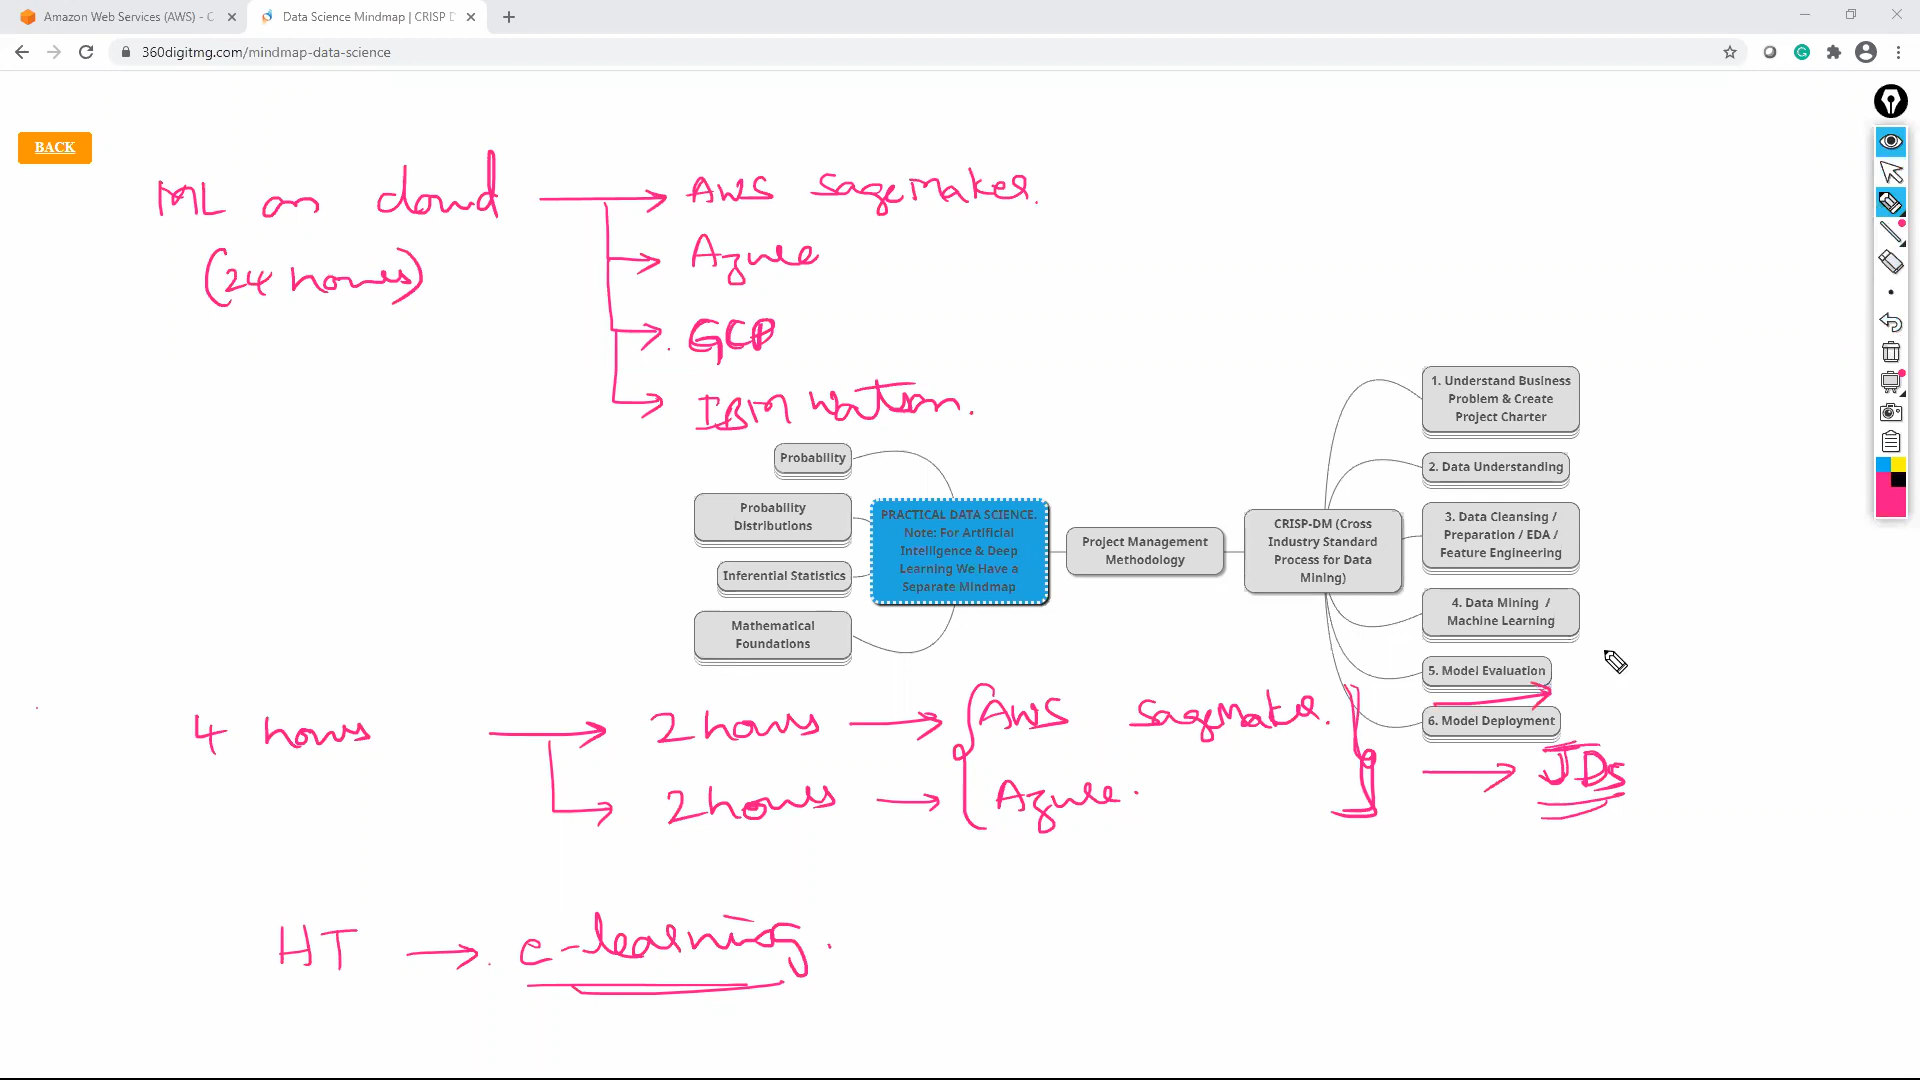 Amazon Web Services (AWS) - C
Data Science Mindmap | CRISP D
360digitmg.com/mindmap-data-science
BACK
ML on cloud
(24 hours)
AWS SageMaker.
Azure
GCP
IBM Watson.
Probability
Probability
Distributions
Inferential Statistics
Mathematical
Foundations
PRACTICAL DATA SCIENCE.
Note: For Artificial
Intelligence & Deep
Learning We Have a
Separate Mindmap
Project Management
Methodology
CRISP-DM (Cross
Industry Standard
Process for Data
Mining)
1. Understand Business
Problem & Create
Project Charter
2. Data Understanding
3. Data Cleansing /
Preparation / EDA /
Feature Engineering
4. Data Mining /
Machine Learning
5. Model Evaluation
6. Model Deployment
4 hours
2 hours
AWS SageMaker.
JDs
2 hours
Azure.
HT
e-learning.